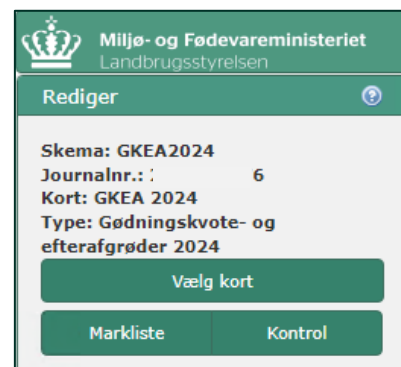 Miljø- og Fødevareministeriet
Landbrugsstyrelsen
Rediger
?
Skema: GKEA2024
Journalnr.: 6
Kort: GKEA 2024
Type: Gødningskvote- og
efterafgrøder 2024
Vælg kort
Markliste Kontrol